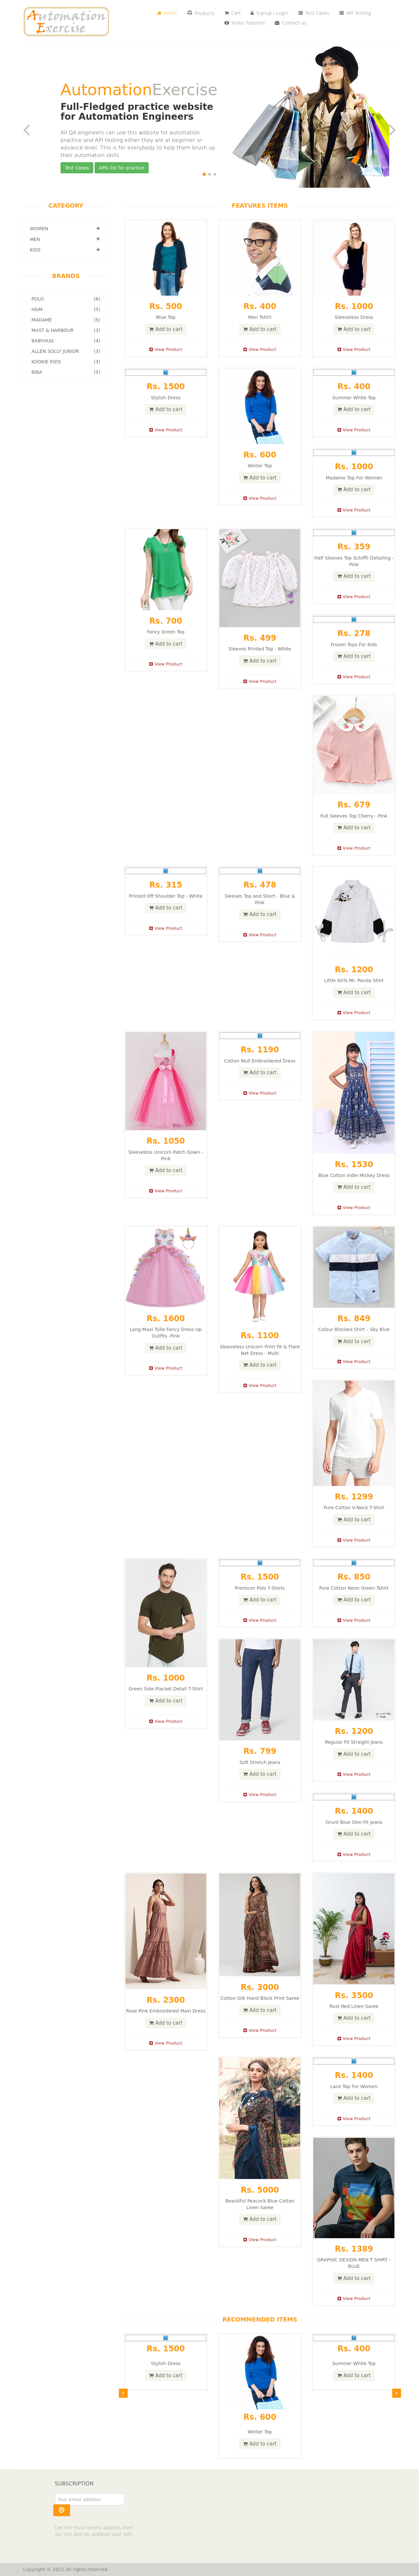 Automation
Exercise
Home
Products
Cart
Signup / Login
Test Cases
API Testing
Video Tutorials
Contact us
AutomationExercise
Full-Fledged practice website
for Automation Engineers
All QA engineers can use this website for automation
practice and API testing either they are at beginner or
advance level. This is for everybody to help them brush up
their automation skills.
Test Cases
APIs list for practice
CATEGORY
WOMEN
MEN
KIDS
BRANDS
POLO (6)
H&M (5)
MADAME (5)
MAST & HARBOUR (3)
BABYHUG (4)
ALLEN SOLLY JUNIOR (3)
KOOKIE KIDS (3)
BIBA (5)
FEATURES ITEMS
Rs. 500
Blue Top
Add to cart
View Product
Rs. 400
Men Tshirt
Add to cart
View Product
Rs. 1000
Sleeveless Dress
Add to cart
View Product
Rs. 1500
Stylish Dress
Add to cart
View Product
Rs. 600
Winter Top
Add to cart
View Product
Rs. 400
Summer White Top
Add to cart
View Product
Rs. 1000
Madame Top For Women
Add to cart
View Product
Rs. 700
Fancy Green Top
Add to cart
View Product
Rs. 499
Sleeves Printed Top - White
Add to cart
View Product
Rs. 359
Half Sleeves Top Schiffli Detailing -
Pink
Add to cart
View Product
Rs. 278
Frozen Tops For Kids
Add to cart
View Product
Rs. 679
Full Sleeves Top Cherry - Pink
Add to cart
View Product
Rs. 315
Printed Off Shoulder Top - White
Add to cart
View Product
Rs. 478
Sleeves Top and Short - Blue &
Pink
Add to cart
View Product
Rs. 1200
Little Girls Mr. Panda Shirt
Add to cart
View Product
Rs. 1050
Sleeveless Unicorn Patch Gown -
Pink
Add to cart
View Product
Rs. 1190
Cotton Mull Embroidered Dress
Add to cart
View Product
Rs. 1530
Blue Cotton Indie Mickey Dress
Add to cart
View Product
Rs. 1600
Long Maxi Tulle Fancy Dress Up
Outfits -Pink
Add to cart
View Product
Rs. 1100
Sleeveless Unicorn Print Fit & Flare
Net Dress - Multi
Add to cart
View Product
Rs. 849
Colour Blocked Shirt – Sky Blue
Add to cart
View Product
Rs. 1299
Pure Cotton V-Neck T-Shirt
Add to cart
View Product
Rs. 1000
Green Side Placket Detail T-Shirt
Add to cart
View Product
Rs. 1500
Premium Polo T-Shirts
Add to cart
View Product
Rs. 850
Pure Cotton Neon Green Tshirt
Add to cart
View Product
Rs. 799
Soft Stretch Jeans
Add to cart
View Product
Rs. 1200
Regular Fit Straight Jeans
Add to cart
View Product
Rs. 1400
Grunt Blue Slim Fit Jeans
Add to cart
View Product
Rs. 2300
Rose Pink Embroidered Maxi Dress
Add to cart
View Product
Rs. 3000
Cotton Silk Hand Block Print Saree
Add to cart
View Product
Rs. 3500
Rust Red Linen Saree
Add to cart
View Product
Rs. 5000
Beautiful Peacock Blue Cotton
Linen Saree
Add to cart
View Product
Rs. 1400
Lace Top For Women
Add to cart
View Product
Rs. 1389
GRAPHIC DESIGN MEN T SHIRT -
BLUE
Add to cart
View Product
RECOMMENDED ITEMS
Rs. 1500
Stylish Dress
Add to cart
Rs. 600
Winter Top
Add to cart
Rs. 400
Summer White Top
Add to cart
SUBSCRIPTION
Your email address
Get the most recent updates from
our site and be updated your self...
Copyright © 2021 All rights reserved